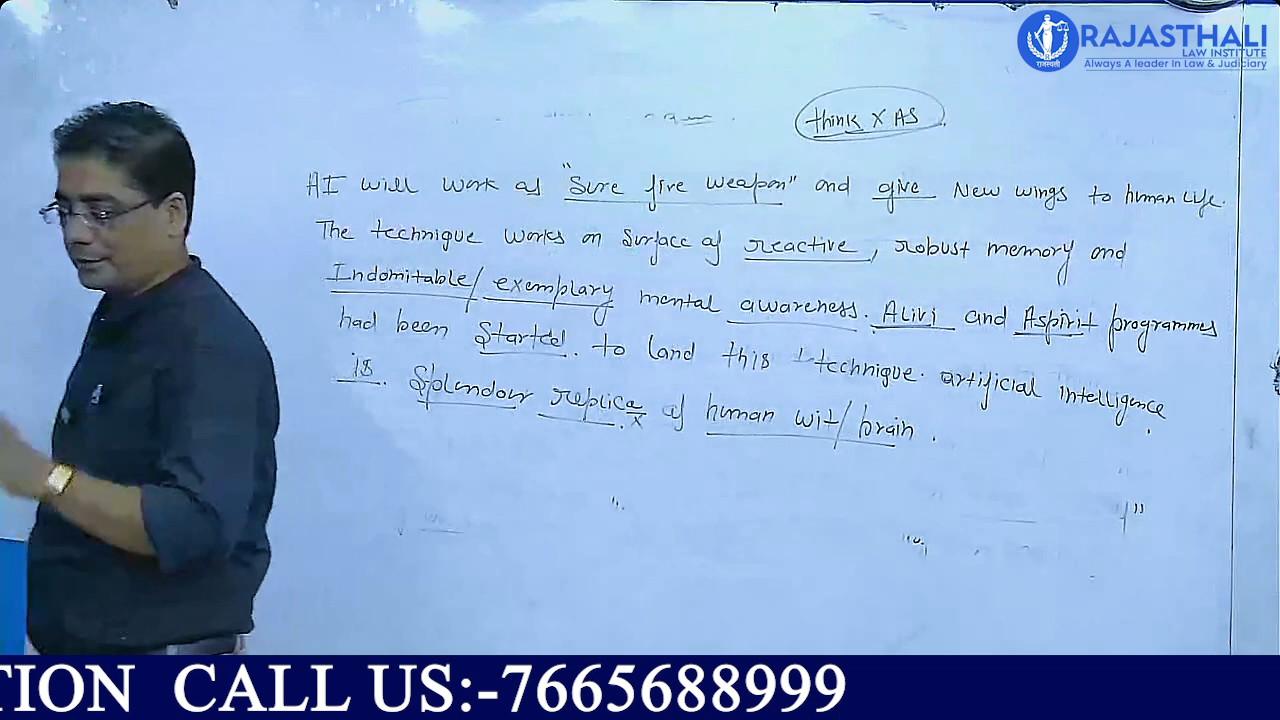 RAJASTHALI
LAW INSTITUTE
राजस्थली
Always A leader In Law & Judiciary
think X AS
AI will work as "Sure fire weapon" and give New wings to human life.
The technique works on Surface of reactive, robust memory and
Indomitable/ exemplary mental awareness. Alivi and Aspirit programmes
had been Started. to land this technique. artificial intelligence
is. Splendour replica of human wit/brain.
TION CALL US:-7665688999